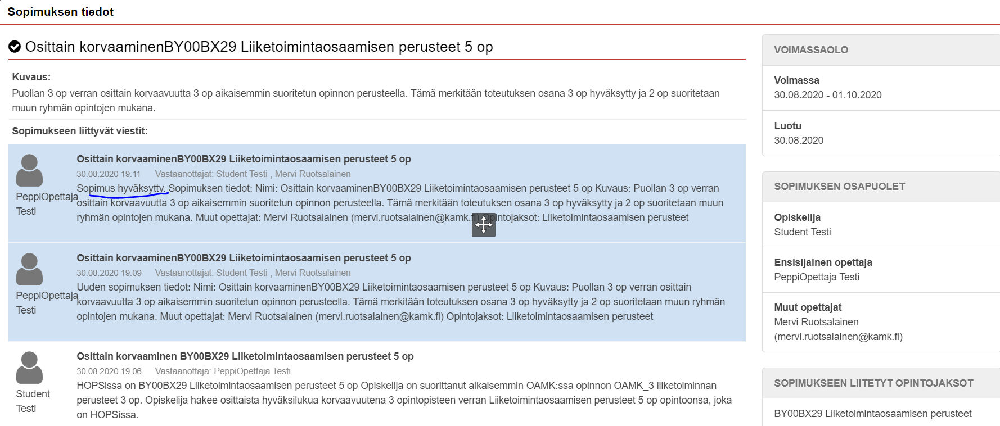 Sopimuksen tiedot
Osittain korvaaminenBY00BX29 Liiketoimintaosaamisen perusteet 5 op
Kuvaus:
Puollan 3 op verran osittain korvaavuutta 3 op aikaisemmin suoritetun opinnon perusteella. Tämä merkitään toteutuksen osana 3 op hyväksytty ja 2 op suoritetaan
muun ryhmän opintojen mukana.
Sopimukseen liittyvät viestit:
Osittain korvaaminenBY00BX29 Liiketoimintaosaamisen perusteet 5 op
30.08.2020 19.11 Vastaanottajat: Student Testi , Mervi Ruotsalainen
Sopimus hyväksytty. Sopimuksen tiedot: Nimi: Osittain korvaaminenBY00BX29 Liiketoimintaosaamisen perusteet 5 op Kuvaus: Puollan 3 op verran
osittain korvaavuutta 3 op aikaisemmin suoritetun opinnon perusteella. Tämä merkitään toteutuksen osana 3 op hyväksytty ja 2 op suoritetaan muun
ryhmän opintojen mukana. Muut opettajat: Mervi Ruotsalainen (mervi.ruotsalainen@kamk.fi) Opintojaksot: Liiketoimintaosaamisen perusteet
PeppiOpettaja
Testi
Osittain korvaaminenBY00BX29 Liiketoimintaosaamisen perusteet 5 op
30.08.2020 19.09 Vastaanottajat: Student Testi , Mervi Ruotsalainen
Uuden sopimuksen tiedot: Nimi: Osittain korvaaminenBY00BX29 Liiketoimintaosaamisen perusteet 5 op Kuvaus: Puollan 3 op verran osittain
korvaavuutta 3 op aikaisemmin suoritetun opinnon perusteella. Tämä merkitään toteutuksen osana 3 op hyväksytty ja 2 op suoritetaan muun ryhmän
opintojen mukana. Muut opettajat: Mervi Ruotsalainen (mervi.ruotsalainen@kamk.fi) Opintojaksot: Liiketoimintaosaamisen perusteet
PeppiOpettaja
Testi
Osittain korvaaminen BY00BX29 Liiketoimintaosaamisen perusteet 5 op
30.08.2020 19.06 Vastaanottaja: PeppiOpettaja Testi
HOPSissa on BY00BX29 Liiketoimintaosaamisen perusteet 5 op Opiskelija on suorittanut aikaisemmin OAMK:ssa opinnon OAMK_3 liiketoiminnan
perusteet 3 op. Opiskelija hakee osittaista hyväksilukua korvaavuutena 3 opintopisteen verran Liiketoimintaosaamisen perusteet 5 op opintoonsa, joka
on HOPSissa.
Student
Testi
VOIMASSAOLO
Voimassa
30.08.2020 - 01.10.2020
Luotu
30.08.2020
SOPIMUKSEN OSAPUOLET
Opiskelija
Student Testi
Ensisijainen opettaja
PeppiOpettaja Testi
Muut opettajat
Mervi Ruotsalainen
(mervi.ruotsalainen@kamk.fi)
SOPIMUKSEEN LIITETYT OPINTOJAKSOT
BY00BX29 Liiketoimintaosaamisen perusteet